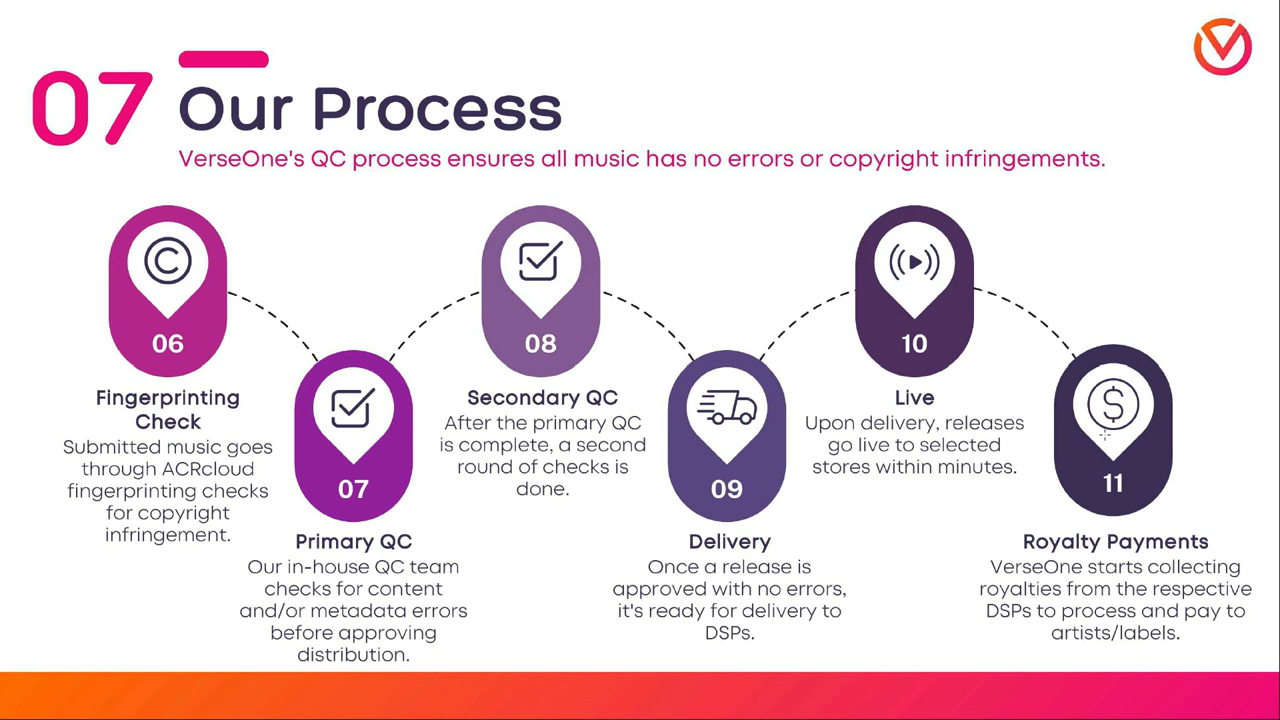 07
Our Process
VerseOne's QC process ensures all music has no errors or copyright infringements.
06
Fingerprinting
Check
Submitted music goes
through ACRcloud
fingerprinting checks
for copyright
infringement.
07
Primary QC
Our in-house QC team
checks for content
and/or metadata errors
before approving
distribution.
08
Secondary QC
After the primary QC
is complete, a second
round of checks is
done.
09
Delivery
Once a release is
approved with no errors,
it's ready for delivery to
DSPs.
10
Live
Upon delivery, releases
go live to selected
stores within minutes.
11
Royalty Payments
VerseOne starts collecting
royalties from the respective
DSPs to process and pay to
artists/labels.